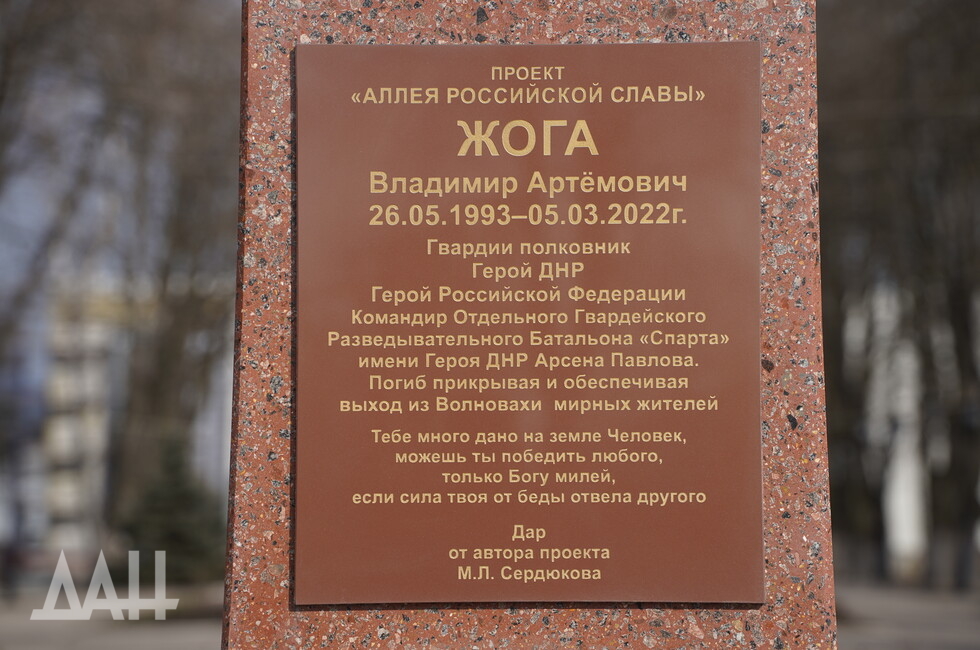 ПРОЕКТ
«АЛЛЕЯ РОССИЙСКОЙ СЛАВЫ»
ЖОГА
Владимир Артёмович
26.05.1993–05.03.2022г.
Гвардии полковник
Герой ДНР
Герой Российской Федерации
Командир Отдельного Гвардейского
Разведывательного Батальона «Спарта»
имени Героя ДНР Арсена Павлова.
Погиб прикрывая и обеспечивая
выход из Волновахи мирных жителей
Тебе много дано на земле Человек,
можешь ты победить любого,
только Богу милей,
если сила твоя от беды отвела другого
Дар
от автора проекта
М.Л. Сердюкова
ДАН